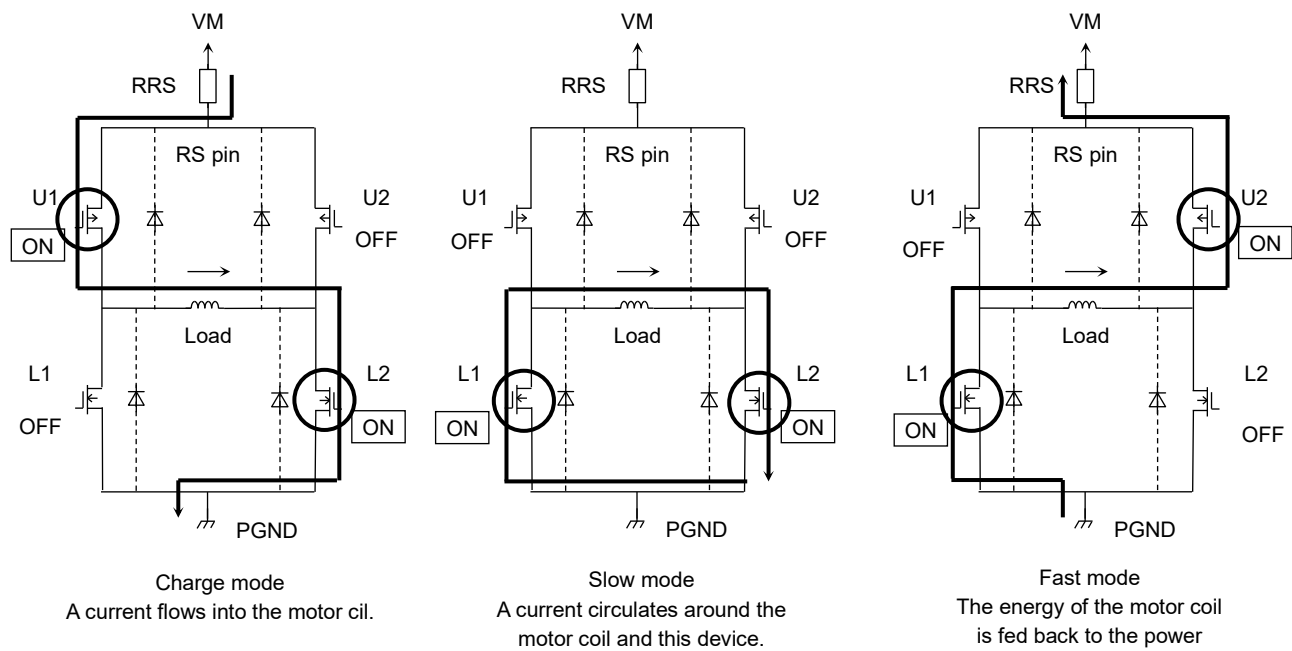 VM
RRS
RS pin
U1
U2
ON
OFF
Load
L1
L2
OFF
ON
PGND
Charge mode
A current flows into the motor cil.
VM
RRS
RS pin
U1
U2
OFF
OFF
Load
L1
L2
ON
ON
PGND
Slow mode
A current circulates around the
motor coil and this device.
VM
RRS
RS pin
U1
U2
OFF
ON
Load
L1
L2
ON
OFF
PGND
Fast mode
The energy of the motor coil
is fed back to the power